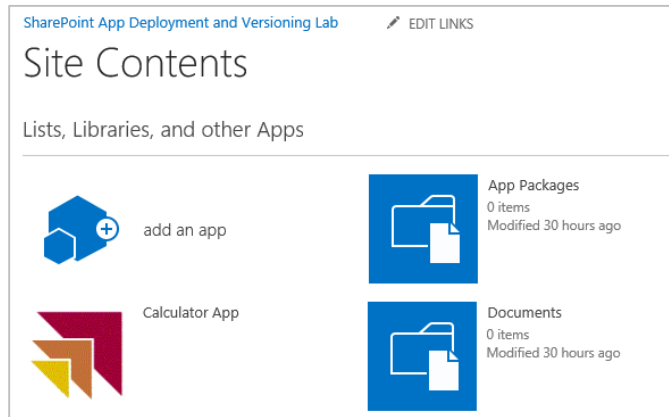 SharePoint App Deployment and Versioning Lab EDIT LINKS
Site Contents
Lists, Libraries, and other Apps
add an app
App Packages
0 items
Modified 30 hours ago
Calculator App
Documents
0 items
Modified 30 hours ago